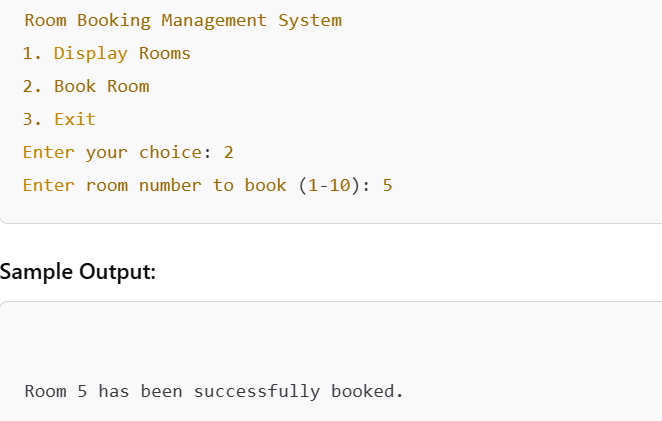 Room Booking Management System
1. Display Rooms
2. Book Room
3. Exit
Enter your choice: 2
Enter room number to book (1-10): 5
Sample Output:
Room 5 has been successfully booked.